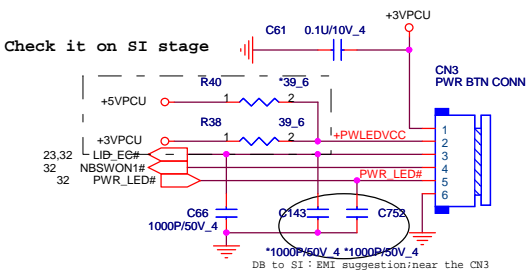 +3VPCU
C61 0.1U/10V_4
Check it on SI stage
CN3
PWR BTN CONN
R40 *39_6
+5VPCU 1 2
R38 39_6
+3VPCU 1 2 +PWLEDVCC
1
2
3
4
5
6
23,32 LID_EC#
32 NBSWON1#
32 PWR_LED#
PWR_LED#
C66
1000P/50V_4
C143
*1000P/50V_4
C752
*1000P/50V_4
DB to SI：EMI suggestion;near the CN3